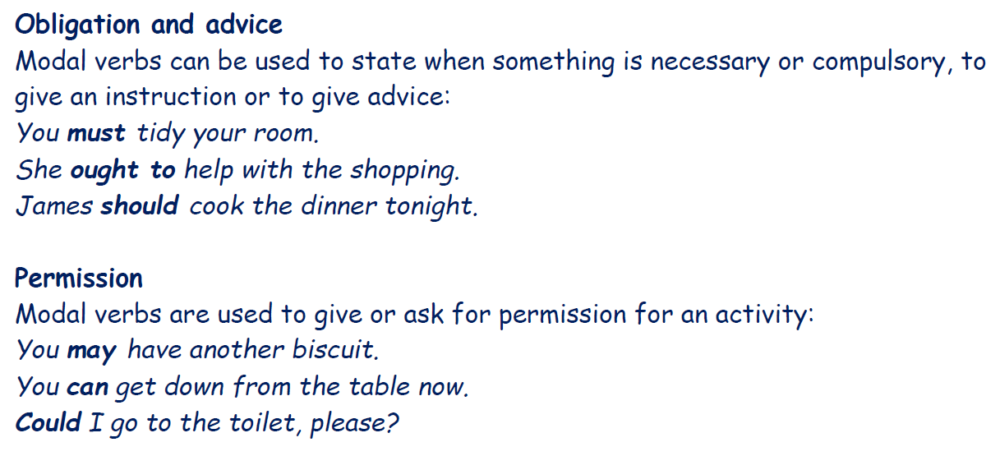 Obligation and advice
Modal verbs can be used to state when something is necessary or compulsory, to
give an instruction or to give advice:
You must tidy your room.
She ought to help with the shopping.
James should cook the dinner tonight.
Permission
Modal verbs are used to give or ask for permission for an activity:
You may have another biscuit.
You can get down from the table now.
Could I go to the toilet, please?